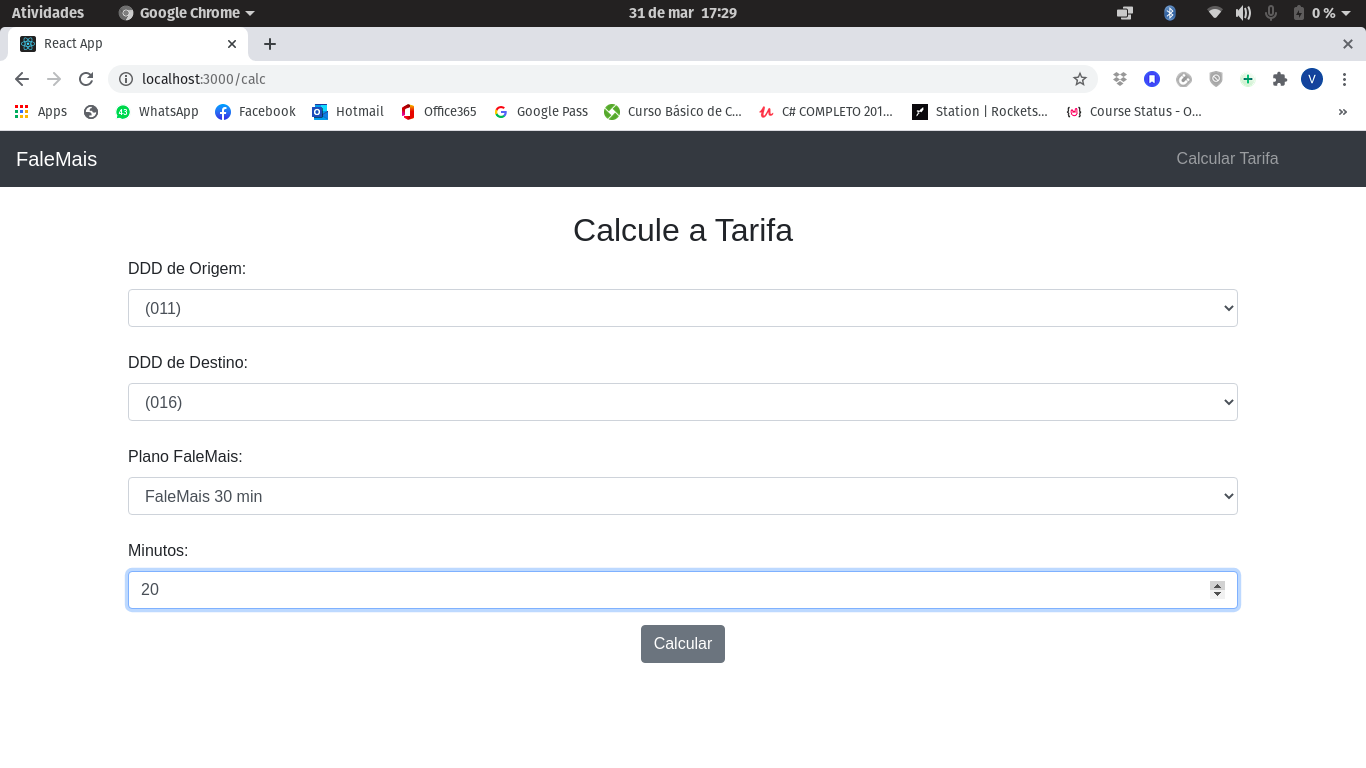 Atividades Google Chrome 31 de mar 17:29 0 %
React App
localhost:3000/calc V
Apps 43 WhatsApp Facebook Hotmail Office365 Google Pass Curso Básico de C... C# COMPLETO 201... Station | Rockets... Course Status - O... »
FaleMais Calcular Tarifa
Calcule a Tarifa
DDD de Origem:
(011)
DDD de Destino:
(016)
Plano FaleMais:
FaleMais 30 min
Minutos:
20
Calcular